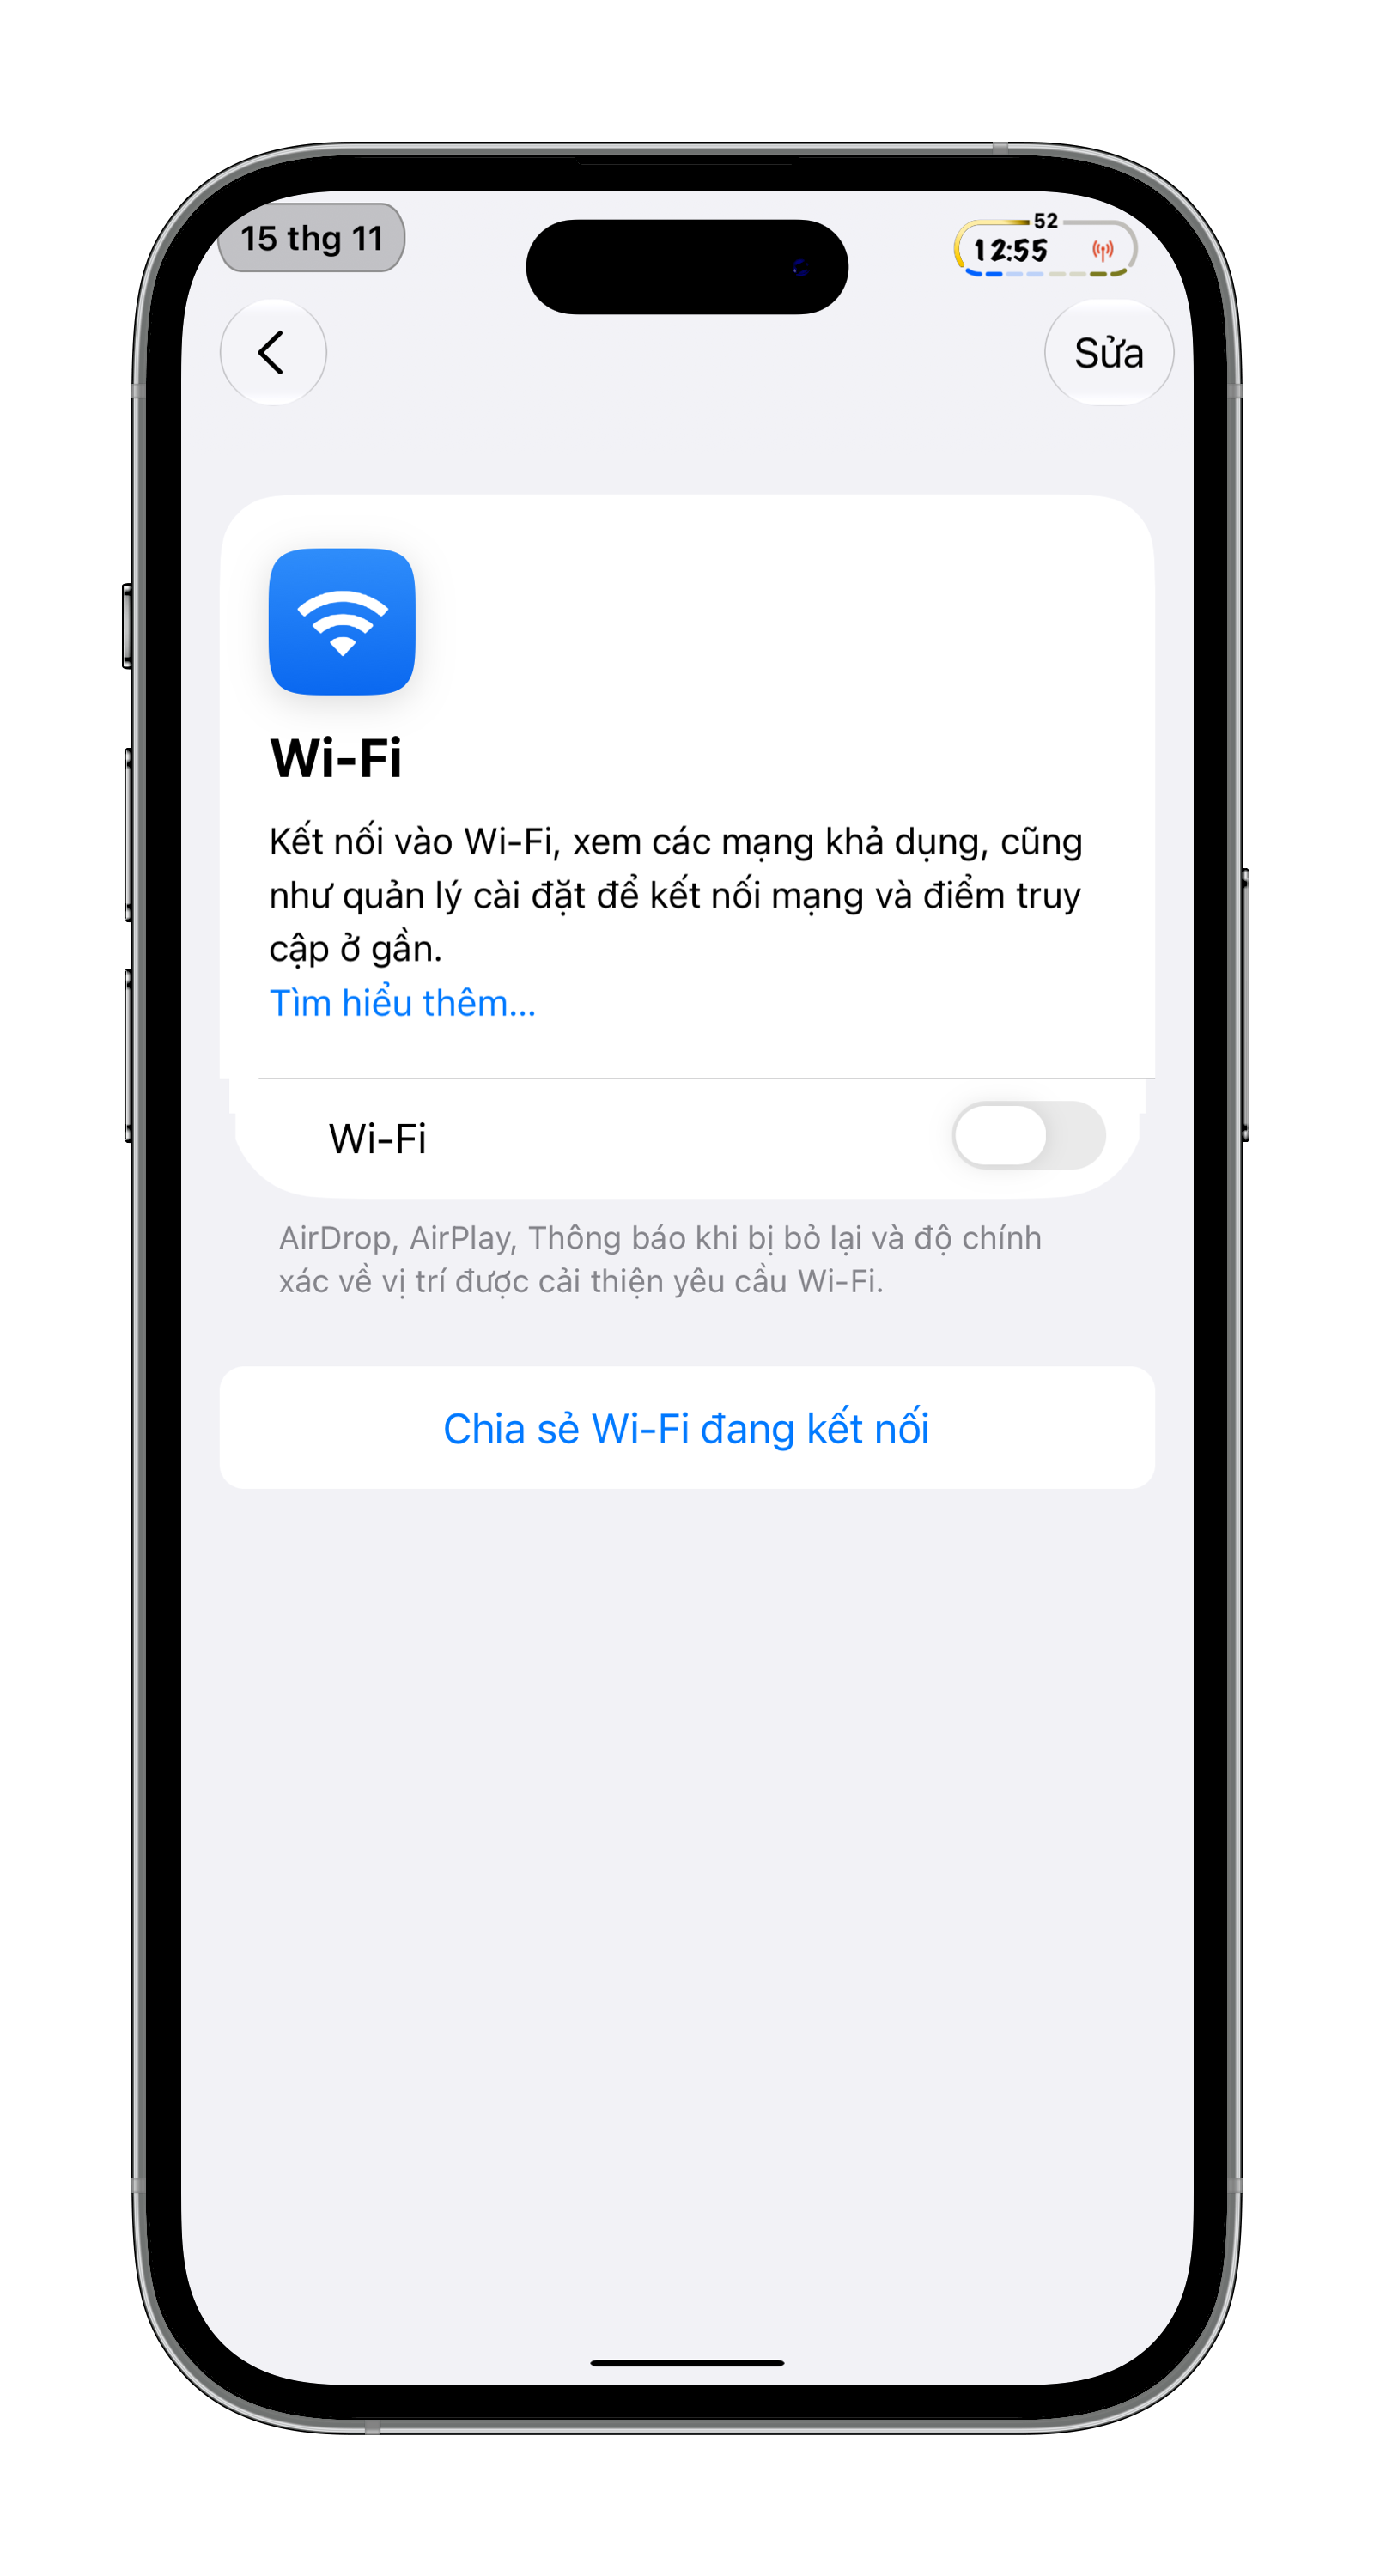 15 thg 11
52
12:55
Sửa
Wi-Fi
Kết nối vào Wi-Fi, xem các mạng khả dụng, cũng
như quản lý cài đặt để kết nối mạng và điểm truy
cập ở gần.
Tìm hiểu thêm...
Wi-Fi
AirDrop, AirPlay, Thông báo khi bị bỏ lại và độ chính
xác về vị trí được cải thiện yêu cầu Wi-Fi.
Chia sẻ Wi-Fi đang kết nối